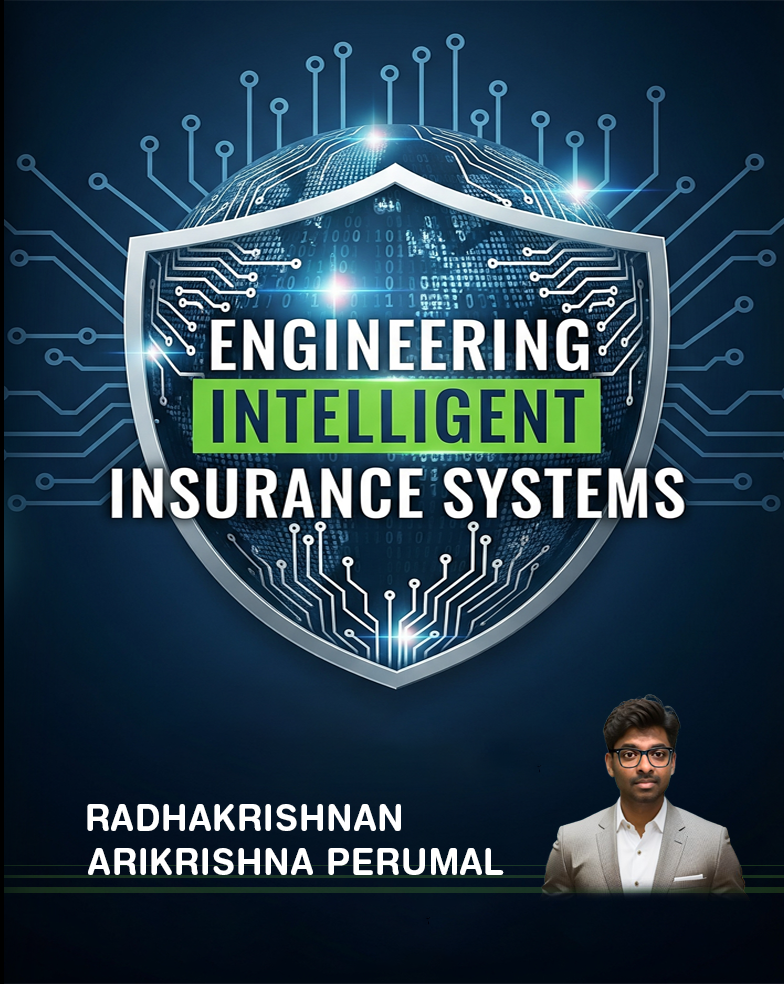 ENGINEERING
INTELLIGENT
INSURANCE SYSTEMS
RADHAKRISHNAN
ARIKRISHNA PERUMAL